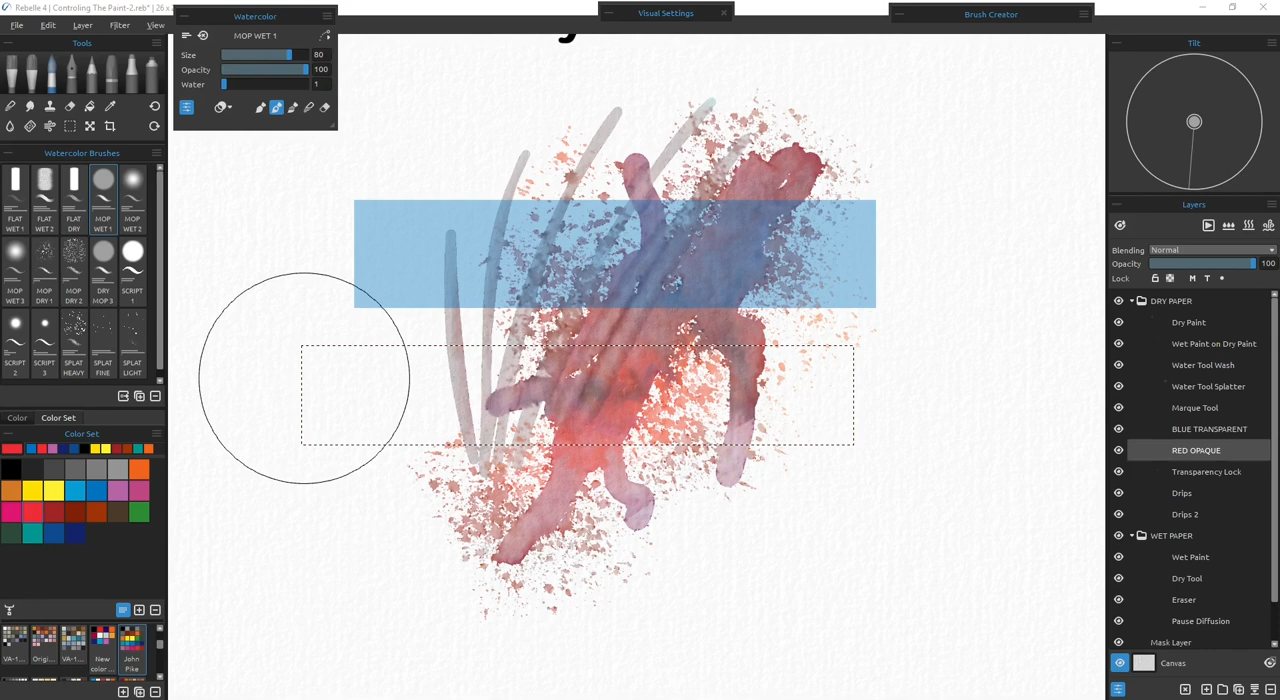 Rebelle 4 | Controling The Paint-2.reb* | 26 x
File Edit Layer Filter View
Tools
Watercolor
MOP WET 1
Size 80
Opacity 100
Water 1
Visual Settings
Brush Creator
Watercolor Brushes
FLAT WET 1
FLAT WET 2
FLAT DRY
MOP WET 1
MOP WET 2
MOP WET 3
MOP DRY 1
MOP DRY 2
DRY MOP 3
SCRIPT 1
SCRIPT 2
SCRIPT 3
SPLAT HEAVY
SPLAT FINE
SPLAT LIGHT
Color Color Set
Color Set
VA-1...
Origi...
VA-1...
New color...
John Pike
Tilt
Layers
Blending Normal
Opacity 100
Lock M T
DRY PAPER
Dry Paint
Wet Paint on Dry Paint
Water Tool Wash
Water Tool Splatter
Marque Tool
BLUE TRANSPARENT
RED OPAQUE
Transparency Lock
Drips
Drips 2
WET PAPER
Wet Paint
Dry Tool
Eraser
Pause Diffusion
Mask Layer
Canvas